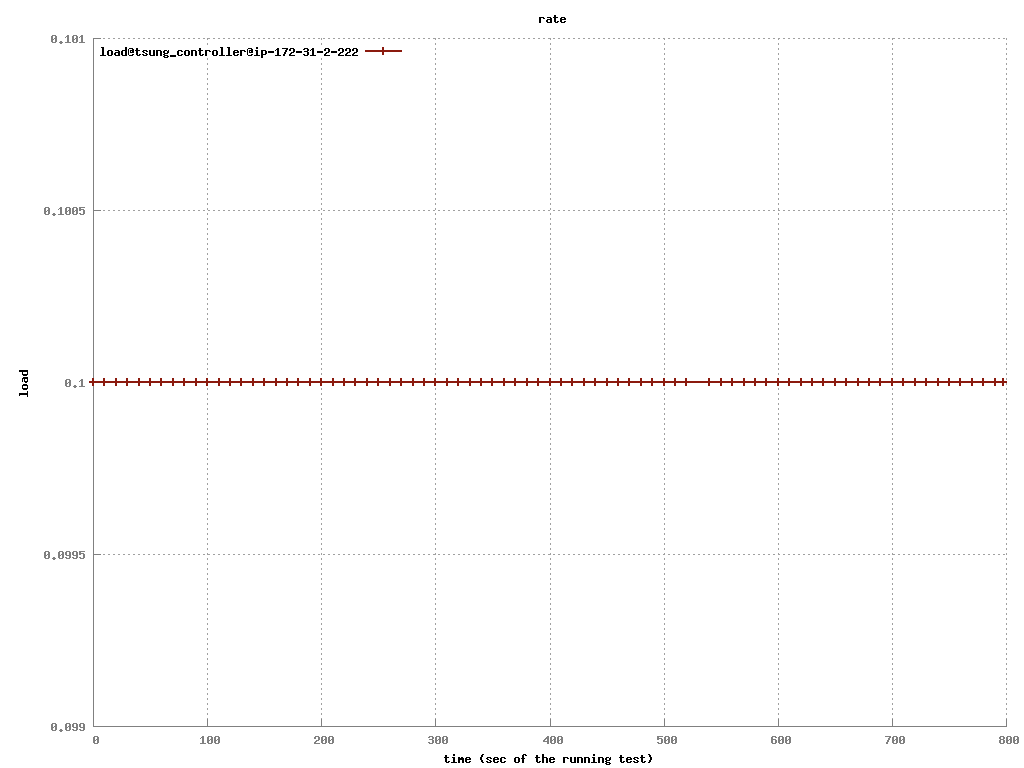 rate
0.101
load@tsung_controller@ip-172-31-2-222
0.1005
load
0.1
0.0995
0.099
0 100 200 300 400 500 600 700 800
time (sec of the running test)